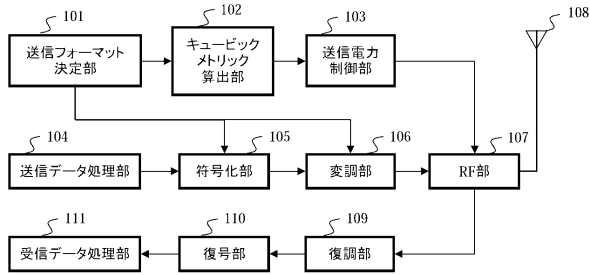 101
102
103
108
送信フォーマット
決定部
キュービック
メトリック
算出部
送信電力
制御部
104
105
106
107
送信データ処理部
符号化部
変調部
RF部
111
110
109
受信データ処理部
復号部
復調部